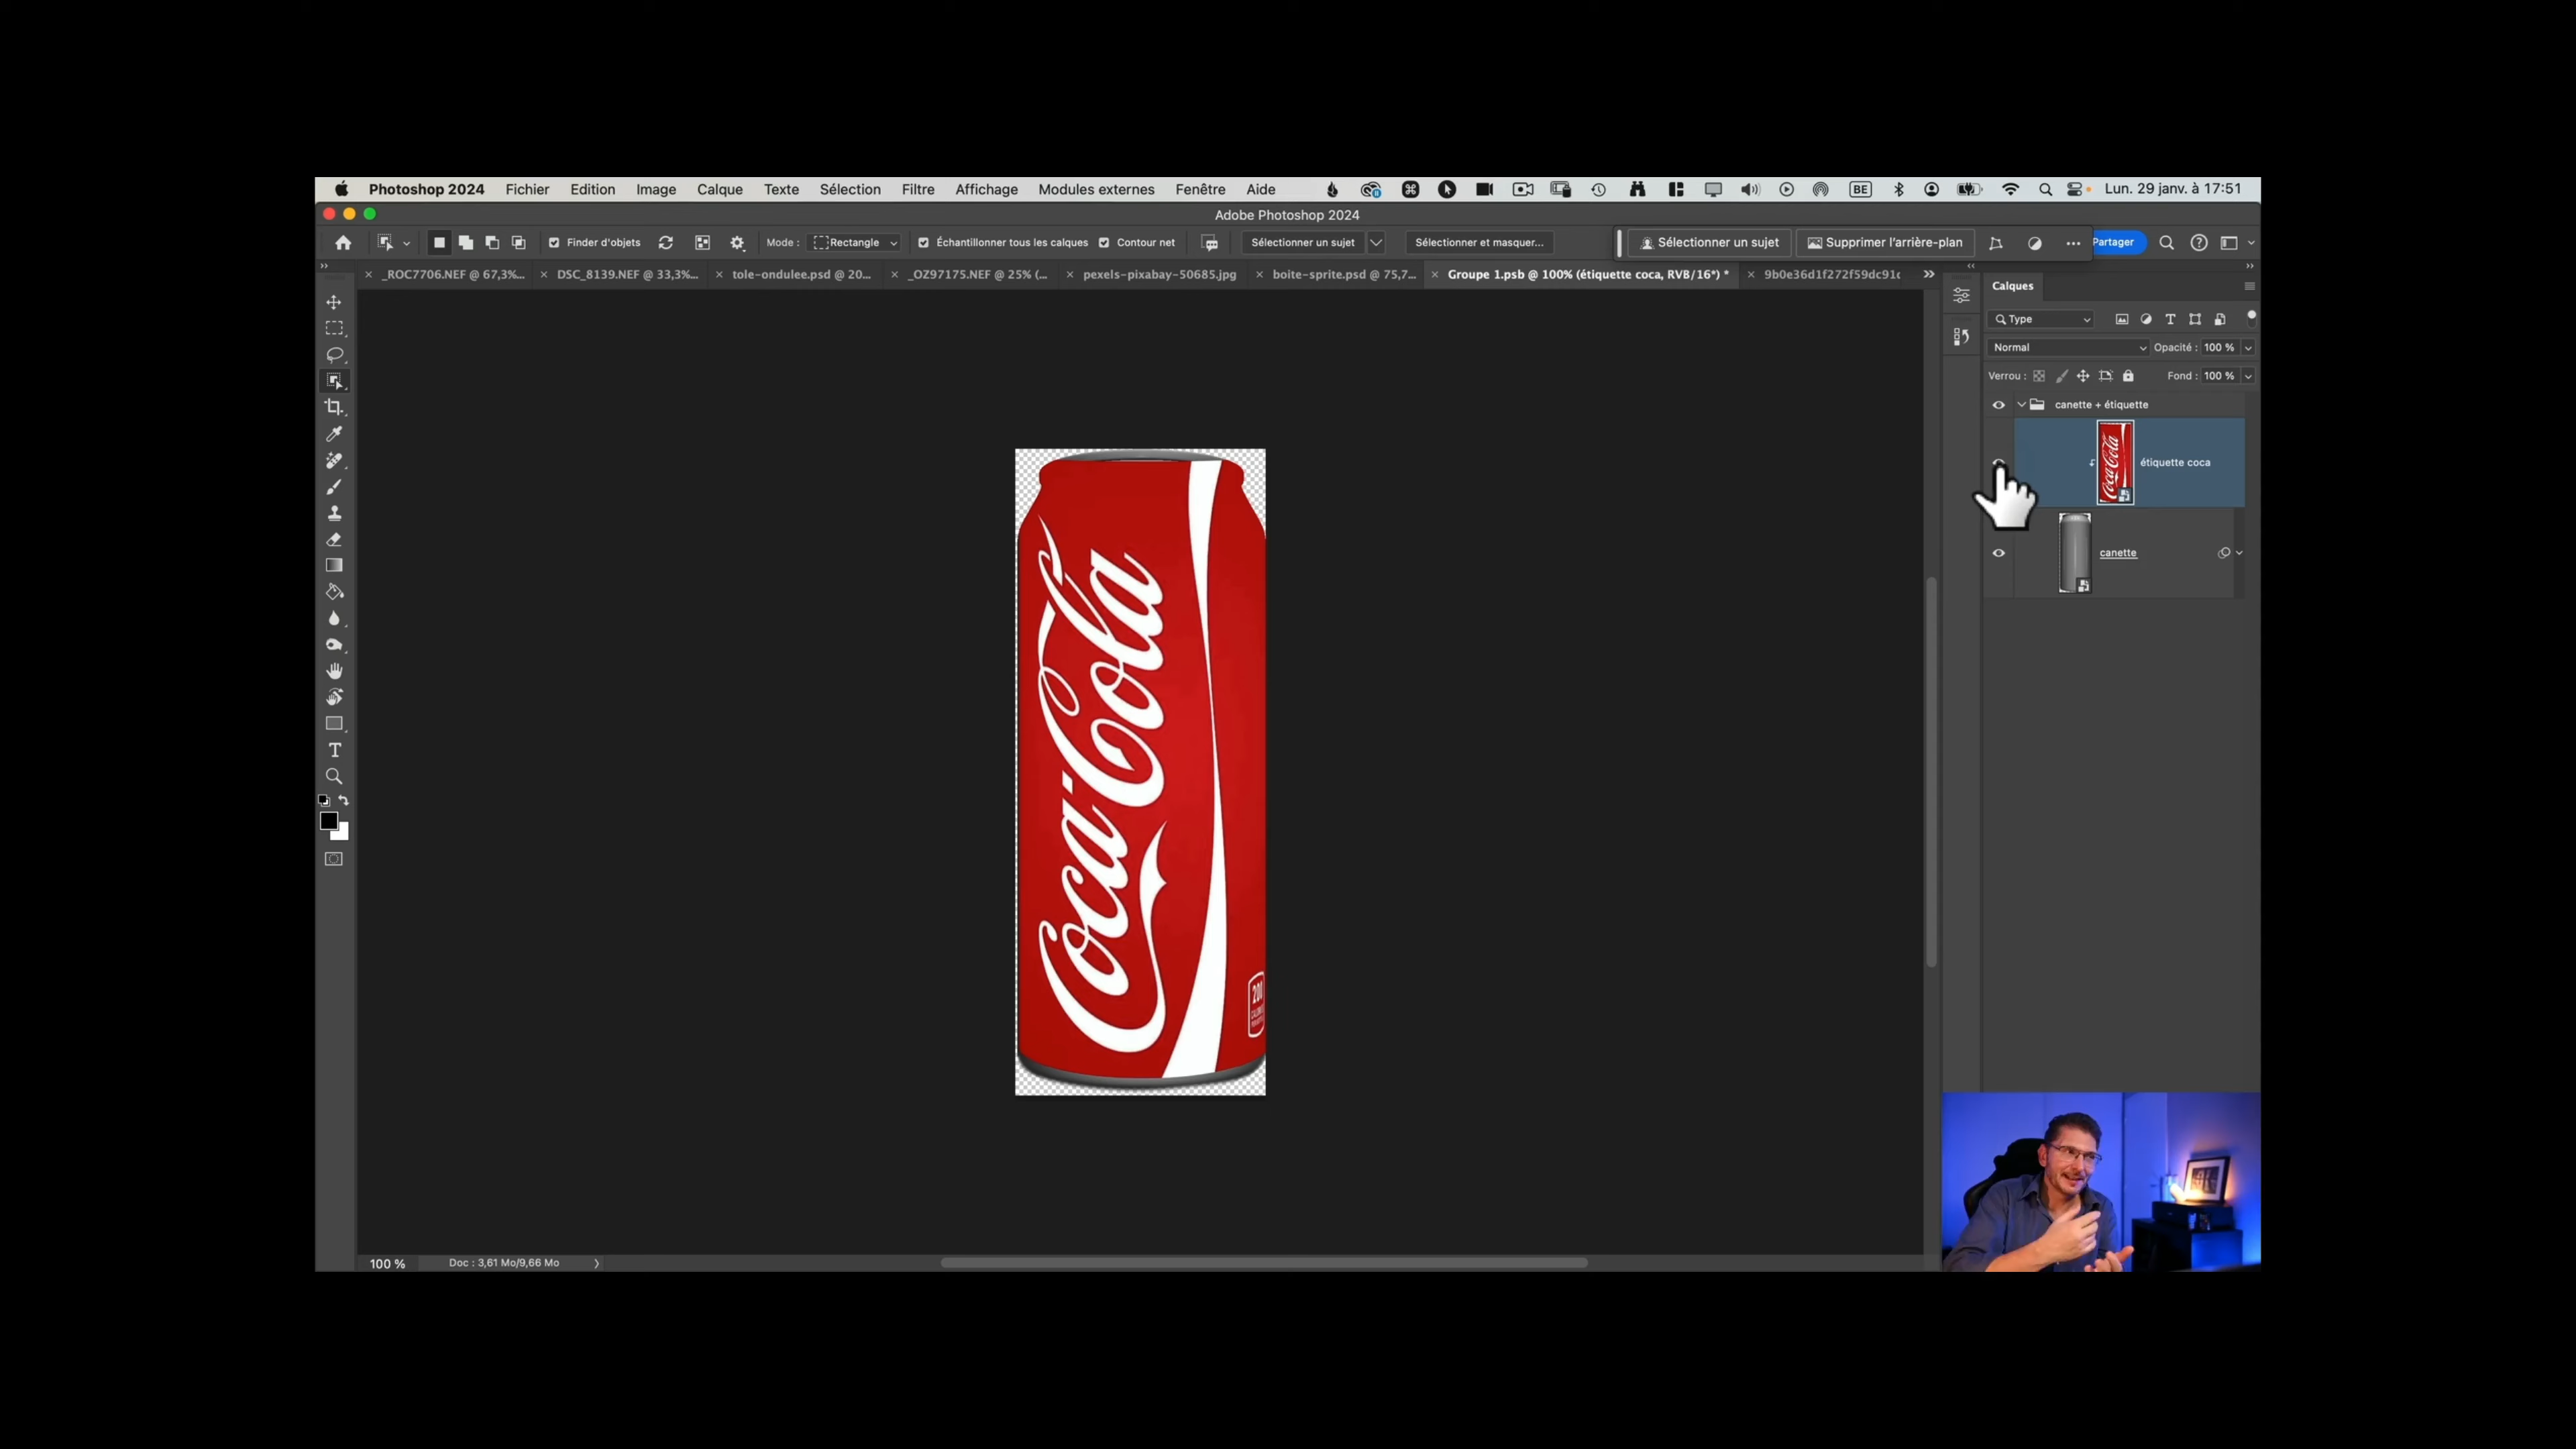 Photoshop 2024 Fichier Edition Image Calque Texte Sélection Filtre Affichage Modules externes Fenêtre Aide BE Lun. 29 janv. à 17:51
Adobe Photoshop 2024
Finder d'objets Mode : Rectangle Échantillonner tous les calques Contour net Sélectionner un sujet Sélectionner et masquer... Sélectionner un sujet Supprimer l'arrière-plan Partager
_ROC7706.NEF @ 67,3%... DSC_8139.NEF @ 33,3%... tole-ondulee.psd @ 20... _OZ97175.NEF @ 25% (... pexels-pixabay-50685.jpg boite-sprite.psd @ 75,7... Groupe 1.psb @ 100% (étiquette coca, RVB/16*) * 9b0e36d1f272f59dc91c
Calques
Type
Normal Opacité : 100 %
Verrou : Fond : 100 %
canette + étiquette
Coca-Cola étiquette coca
canette
Coca-Cola
200
100 % Doc : 3,61 Mo/9,66 Mo